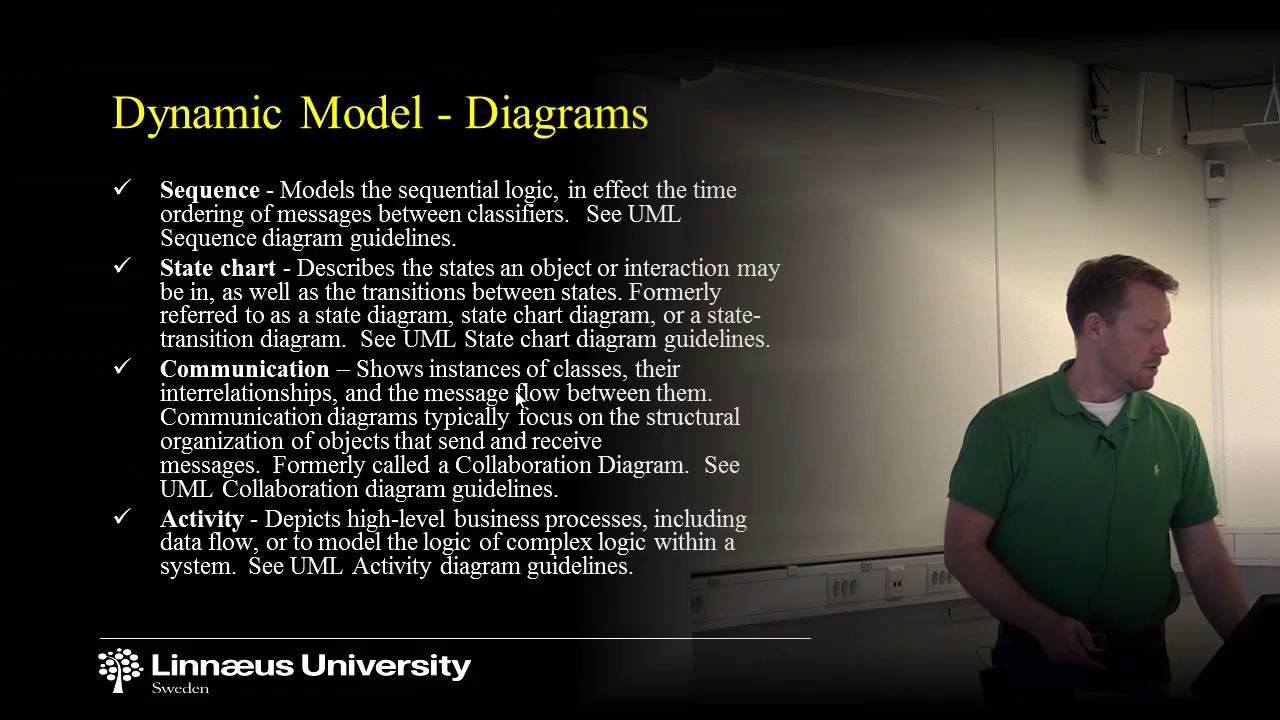 Dynamic Model - Diagrams
✓ Sequence - Models the sequential logic, in effect the time
ordering of messages between classifiers. See UML
Sequence diagram guidelines.
✓ State chart - Describes the states an object or interaction may
be in, as well as the transitions between states. Formerly
referred to as a state diagram, state chart diagram, or a state-
transition diagram. See UML State chart diagram guidelines.
✓ Communication – Shows instances of classes, their
interrelationships, and the message flow between them.
Communication diagrams typically focus on the structural
organization of objects that send and receive
messages. Formerly called a Collaboration Diagram. See
UML Collaboration diagram guidelines.
✓ Activity - Depicts high-level business processes, including
data flow, or to model the logic of complex logic within a
system. See UML Activity diagram guidelines.
Linnæus University
Sweden